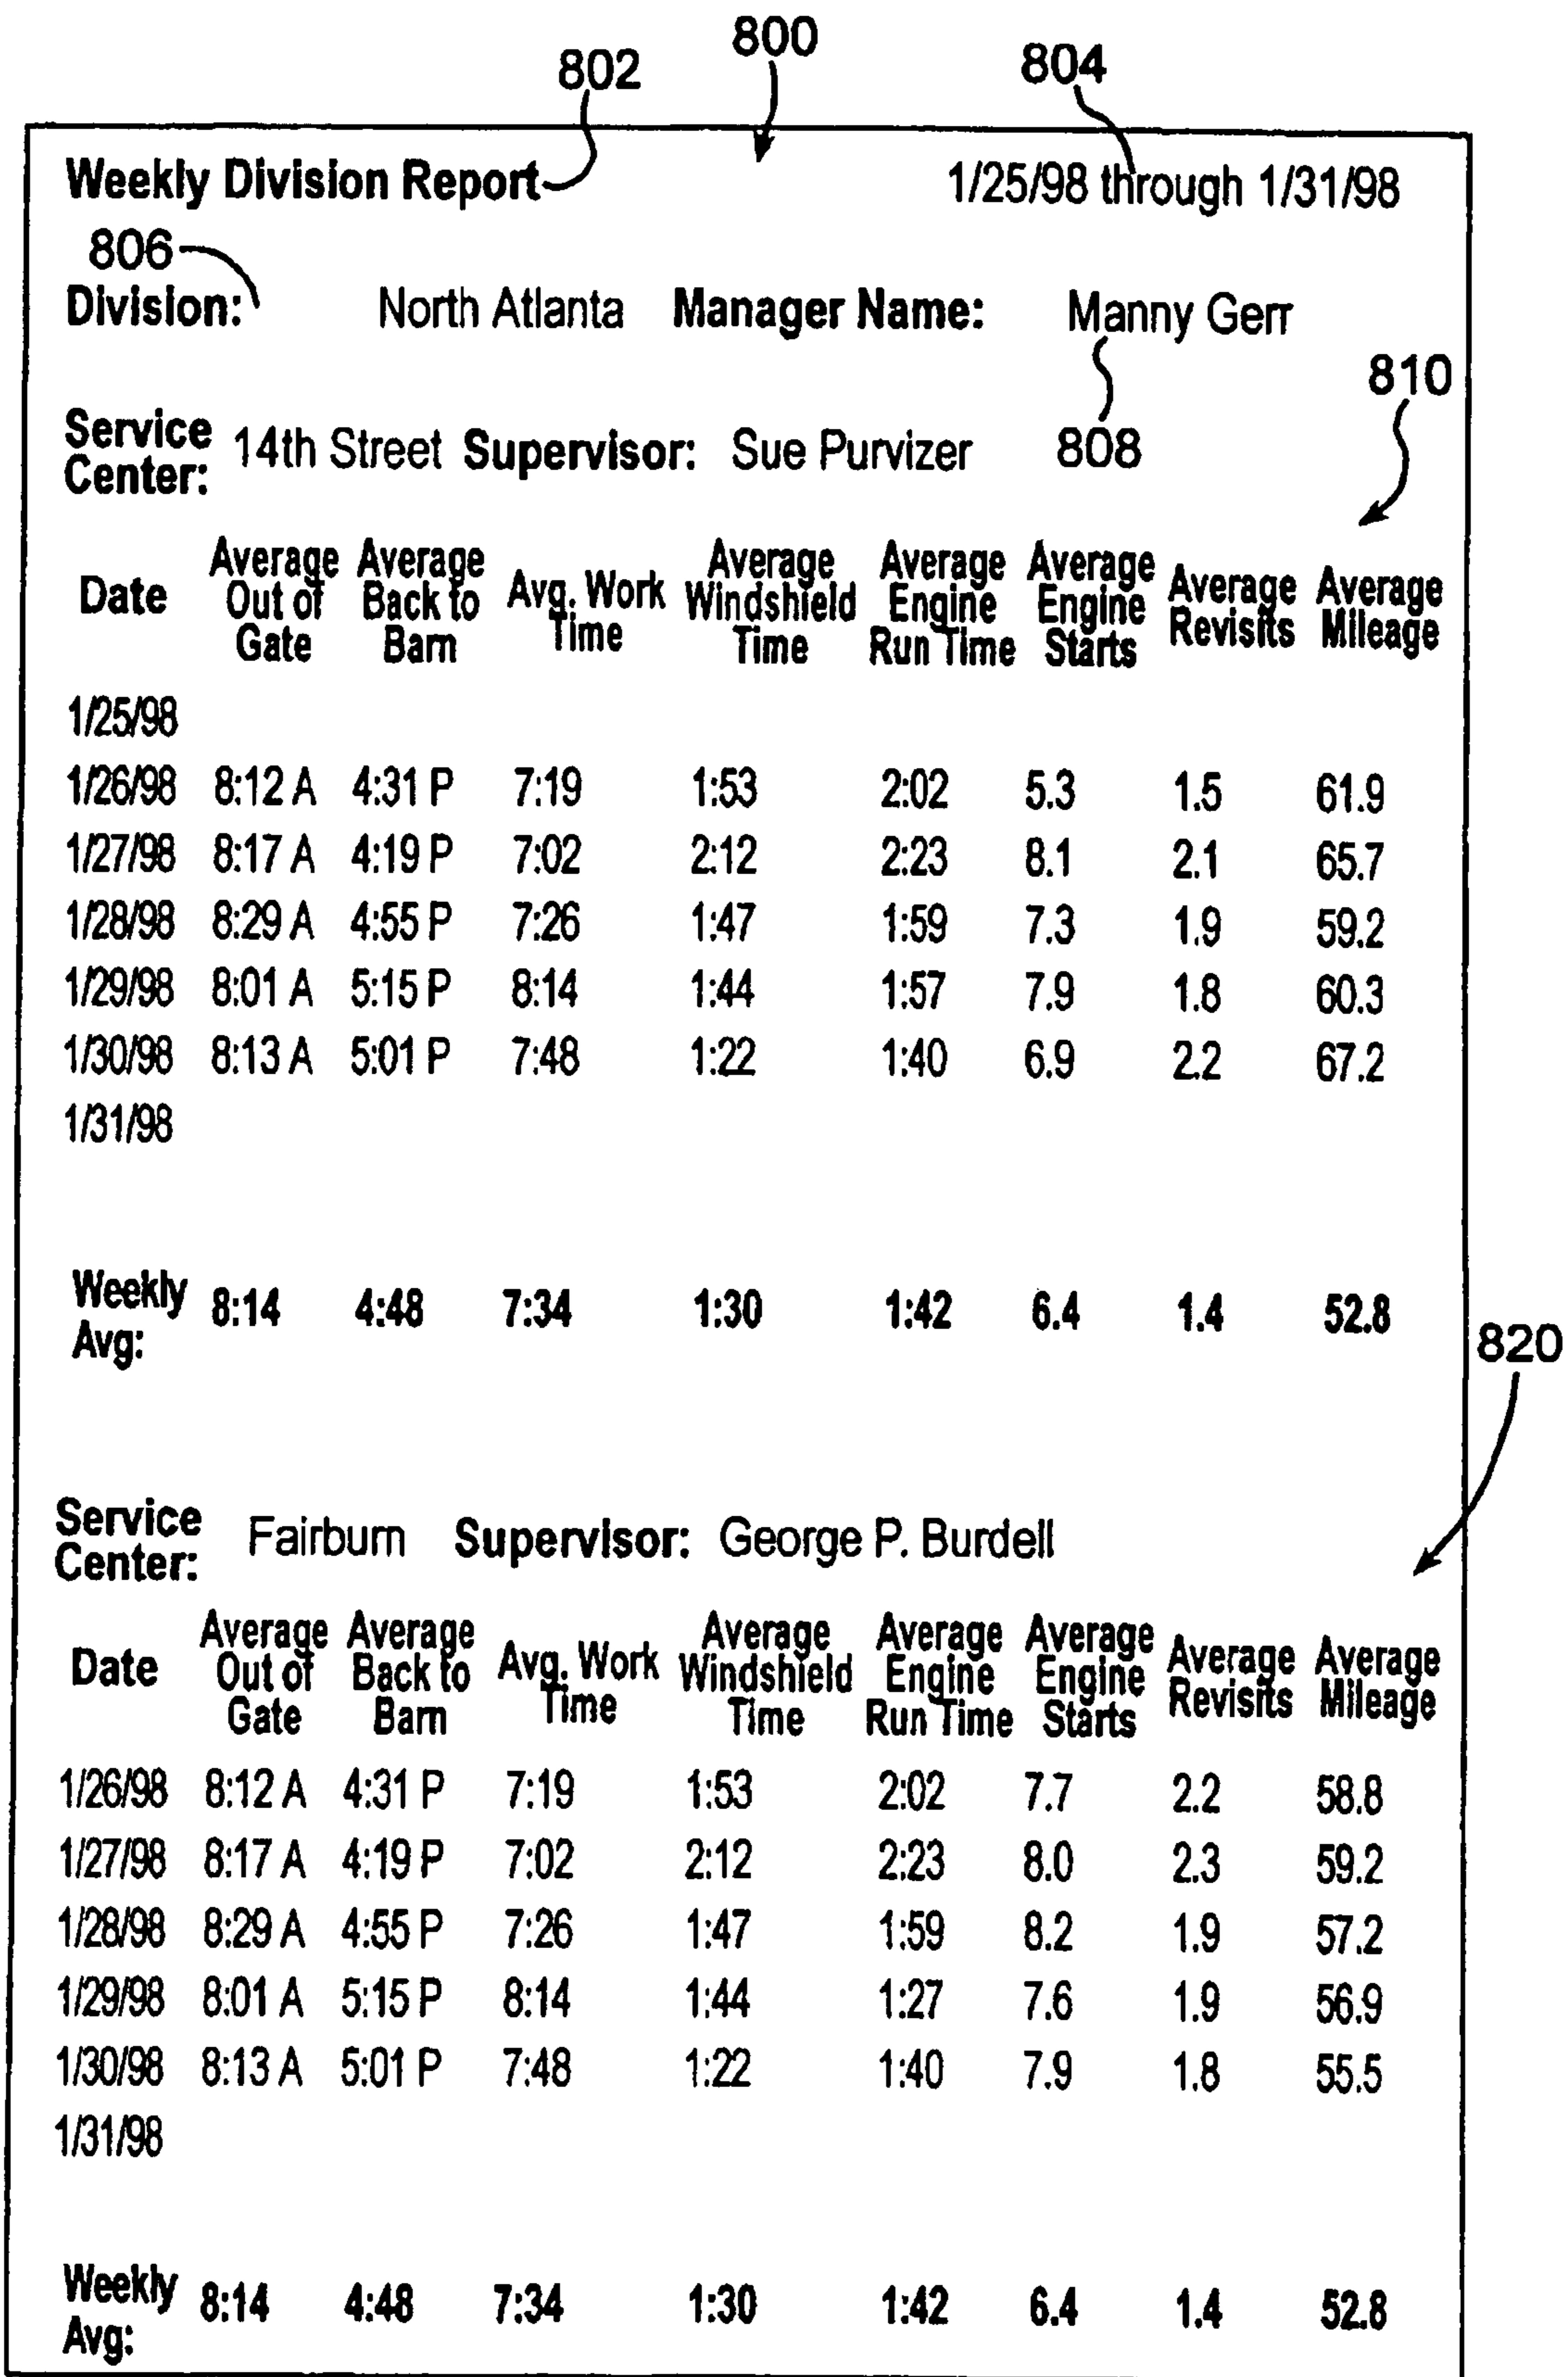 802 800 804
Weekly Division Report 1/25/98 through 1/31/98
806
Division: North Atlanta Manager Name: Manny Gerr
810
Service Center: 14th Street Supervisor: Sue Purvizer 808
Date Average Out of Gate Average Back to Barn Avg. Work Time Average Windshield Time Average Engine Run Time Average Engine Starts Average Revisits Average Mileage
1/25/98
1/26/98 8:12 A 4:31 P 7:19 1:53 2:02 5.3 1.5 61.9
1/27/98 8:17 A 4:19 P 7:02 2:12 2:23 8.1 2.1 65.7
1/28/98 8:29 A 4:55 P 7:26 1:47 1:59 7.3 1.9 59.2
1/29/98 8:01 A 5:15 P 8:14 1:44 1:57 7.9 1.8 60.3
1/30/98 8:13 A 5:01 P 7:48 1:22 1:40 6.9 2.2 67.2
1/31/98
Weekly Avg: 8:14 4:48 7:34 1:30 1:42 6.4 1.4 52.8
820
Service Center: Fairburn Supervisor: George P. Burdell
Date Average Out of Gate Average Back to Barn Avg. Work Time Average Windshield Time Average Engine Run Time Average Engine Starts Average Revisits Average Mileage
1/26/98 8:12 A 4:31 P 7:19 1:53 2:02 7.7 2.2 58.8
1/27/98 8:17 A 4:19 P 7:02 2:12 2:23 8.0 2.3 59.2
1/28/98 8:29 A 4:55 P 7:26 1:47 1:59 8.2 1.9 57.2
1/29/98 8:01 A 5:15 P 8:14 1:44 1:27 7.6 1.9 56.9
1/30/98 8:13 A 5:01 P 7:48 1:22 1:40 7.9 1.8 55.5
1/31/98
Weekly Avg: 8:14 4:48 7:34 1:30 1:42 6.4 1.4 52.8